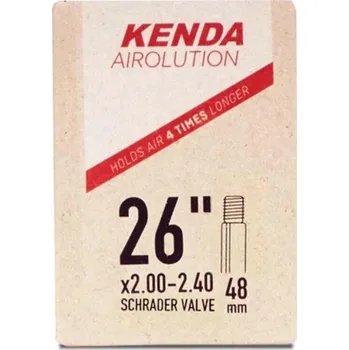 KENDA
AIROLUTION
HOLDS AIR 4 TIMES LONGER
26"
x2.00-2.40
SCHRADER VALVE
48
mm